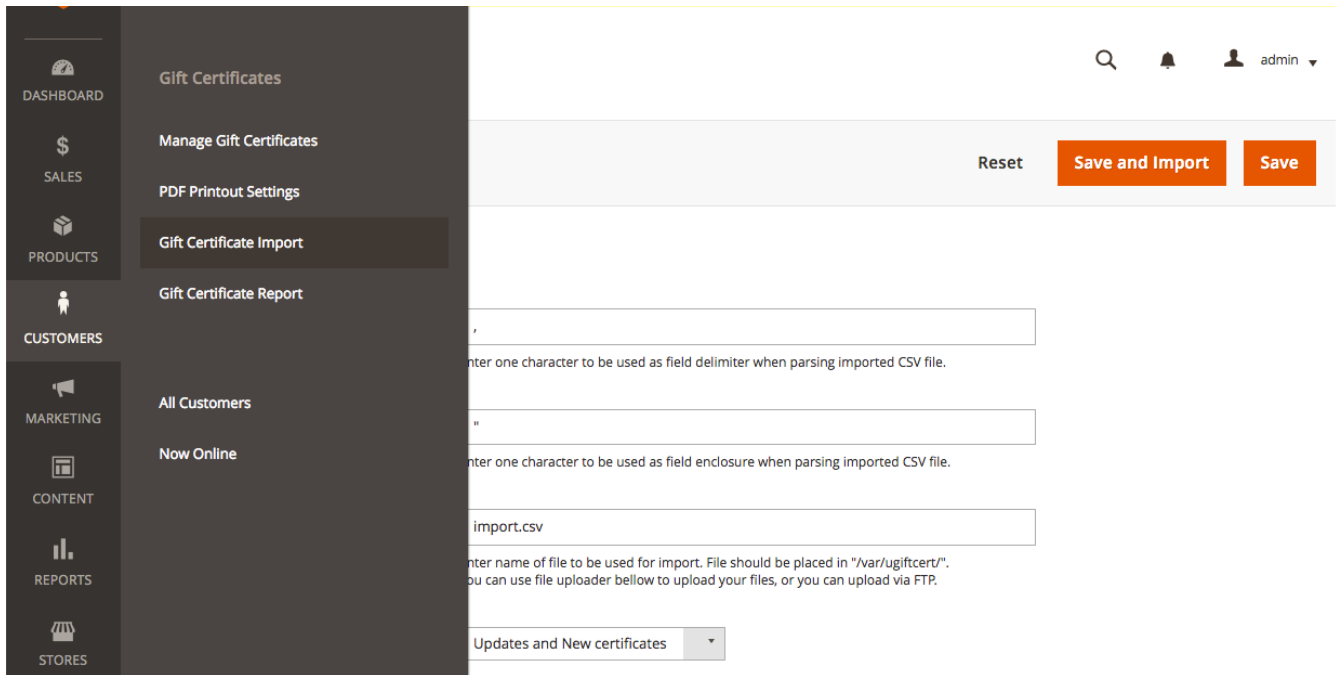 DASHBOARD
SALES
PRODUCTS
CUSTOMERS
MARKETING
CONTENT
REPORTS
STORES
Gift Certificates
Manage Gift Certificates
PDF Printout Settings
Gift Certificate Import
Gift Certificate Report
All Customers
Now Online
admin
Reset
Save and Import
Save
,
nter one character to be used as field delimiter when parsing imported CSV file.
"
nter one character to be used as field enclosure when parsing imported CSV file.
import.csv
nter name of file to be used for import. File should be placed in "/var/ugiftcert/".
ou can use file uploader bellow to upload your files, or you can upload via FTP.
Updates and New certificates